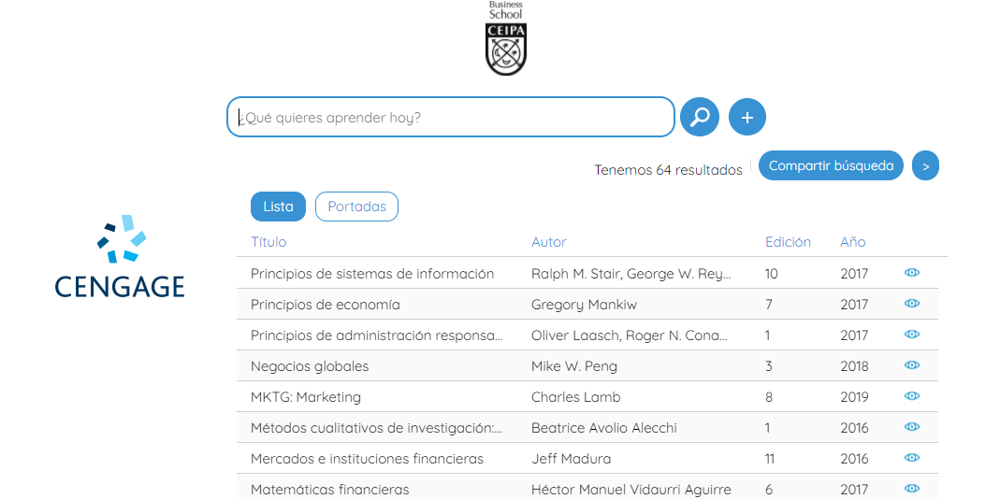 Business
School
CEIPA
¿Qué quieres aprender hoy?
+
Tenemos 64 resultados
Compartir búsqueda
>
Lista
Portadas
CENGAGE
Título Autor Edición Año
Principios de sistemas de información Ralph M. Stair, George W. Rey... 10 2017
Principios de economía Gregory Mankiw 7 2017
Principios de administración responsa... Oliver Laasch, Roger N. Cona... 1 2017
Negocios globales Mike W. Peng 3 2018
MKTG: Marketing Charles Lamb 8 2019
Métodos cualitativos de investigación:... Beatrice Avolio Alecchi 1 2016
Mercados e instituciones financieras Jeff Madura 11 2016
Matemáticas financieras Héctor Manuel Vidaurri Aguirre 6 2017